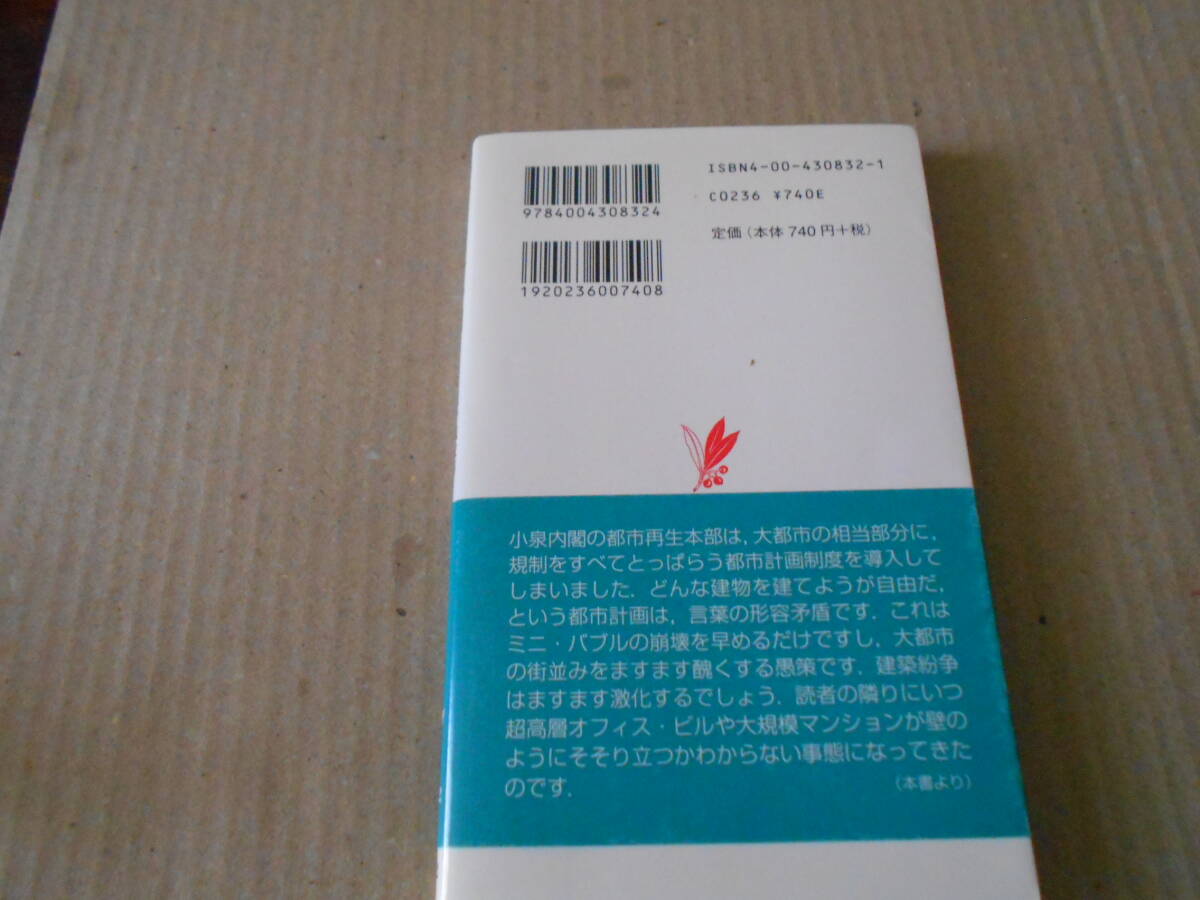 9784004308324
ISBN4-00-430832-1
C0236 ¥740E
定価(本体 740 円+税)
1920236007408
小泉内閣の都市再生本部は,大都市の相当部分に,
規制をすべてとっぱらう都市計画制度を導入して
しまいました.どんな建物を建てようが自由だ,
という都市計画は,言葉の形容矛盾です.これは
ミニ・バブルの崩壊を早めるだけですし,大都市
の街並みをますます醜くする愚策です.建築紛争
はますます激化するでしょう.読者の隣りにいつ
超高層オフィス・ビルや大規模マンションが壁の
ようにそそり立つかわからない事態になってきた
のです.
(本書より)